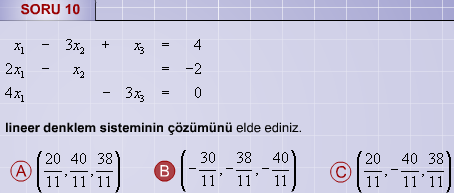 SORU 10
x₁ − 3x₂ + x₃ = 4
2x₁ − x₂ = −2
4x₁ − 3x₃ = 0
lineer denklem sisteminin çözümünü elde ediniz.
A (20/11, 40/11, 38/11) B (−30/11, −38/11, −40/11) C (20/11, −40/11, 38/11)